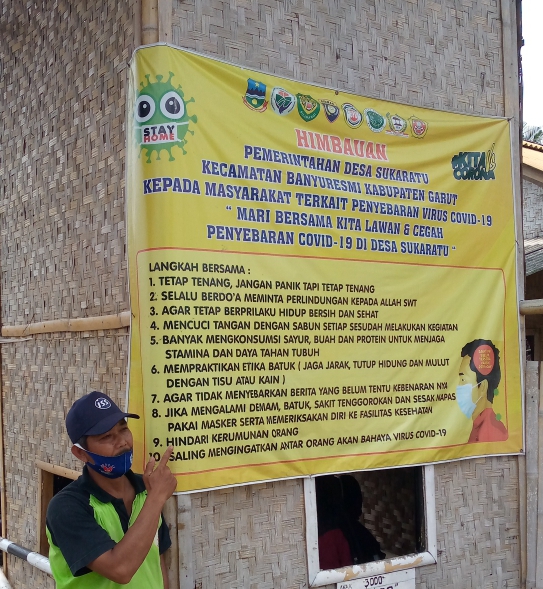 STAY
HOME
HIMBAUAN
PEMERINTAHAN DESA SUKARATU
KECAMATAN BANYURESMI KABUPATEN GARUT
KEPADA MASYARAKAT TERKAIT PENYEBARAN VIRUS COVID-19
" MARI BERSAMA KITA LAWAN & CEGAH
PENYEBARAN COVID-19 DI DESA SUKARATU "
KITA
CORONA
LANGKAH BERSAMA :
1. TETAP TENANG, JANGAN PANIK TAPI TETAP TENANG
2. SELALU BERDO'A MEMINTA PERLINDUNGAN KEPADA ALLAH SWT
3. AGAR TETAP BERPRILAKU HIDUP BERSIH DAN SEHAT
4. MENCUCI TANGAN DENGAN SABUN SETIAP SESUDAH MELAKUKAN KEGIATAN
5. BANYAK MENGKONSUMSI SAYUR, BUAH DAN PROTEIN UNTUK MENJAGA
STAMINA DAN DAYA TAHAN TUBUH
6. MEMPRAKTIKAN ETIKA BATUK ( JAGA JARAK, TUTUP HIDUNG DAN MULUT
DENGAN TISU ATAU KAIN )
7. AGAR TIDAK MENYEBARKAN BERITA YANG BELUM TENTU KEBENARAN NYA
8. JIKA MENGALAMI DEMAM, BATUK, SAKIT TENGGOROKAN DAN SESAK NAPAS
PAKAI MASKER SERTA MEMERIKSAKAN DIRI KE FASILITAS KESEHATAN
9. HINDARI KERUMUNAN ORANG
10. SALING MENGINGATKAN ANTAR ORANG AKAN BAHAYA VIRUS COVID-19
3000